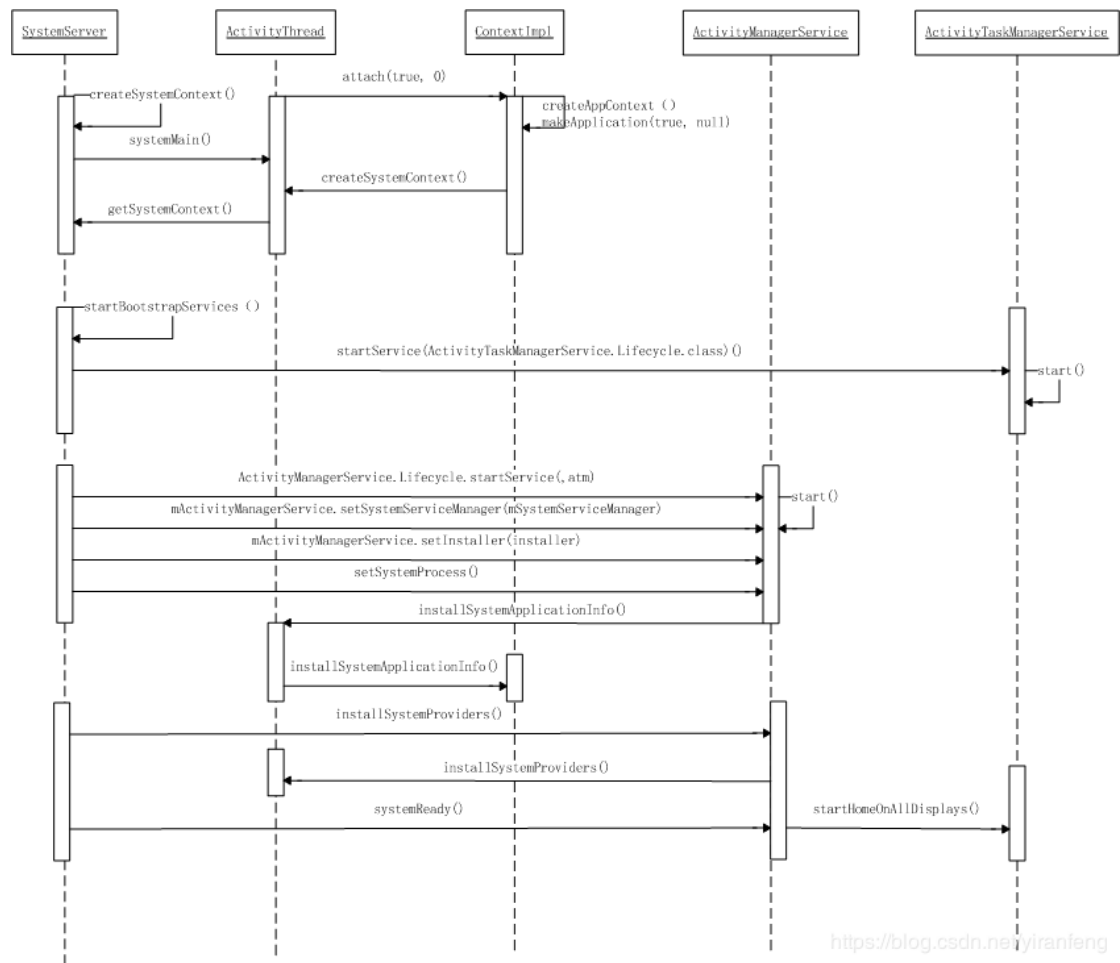 SystemServer
ActivityThread
ContextImpl
ActivityManagerService
ActivityTaskManagerService
attach(true, 0)
createSystemContext()
createAppContext ()
makeApplication(true, null)
systemMain()
createSystemContext()
getSystemContext()
startBootstrapServices ()
startService(ActivityTaskManagerService.Lifecycle.class)()
start()
ActivityManagerService.Lifecycle.startService(,atm)
start()
mActivityManagerService.setSystemServiceManager(mSystemServiceManager)
mActivityManagerService.setInstaller(installer)
setSystemProcess()
installSystemApplicationInfo()
installSystemApplicationInfo()
installSystemProviders()
installSystemProviders()
systemReady()
startHomeOnAllDisplays()
https://blog.csdn.net/yiranfeng